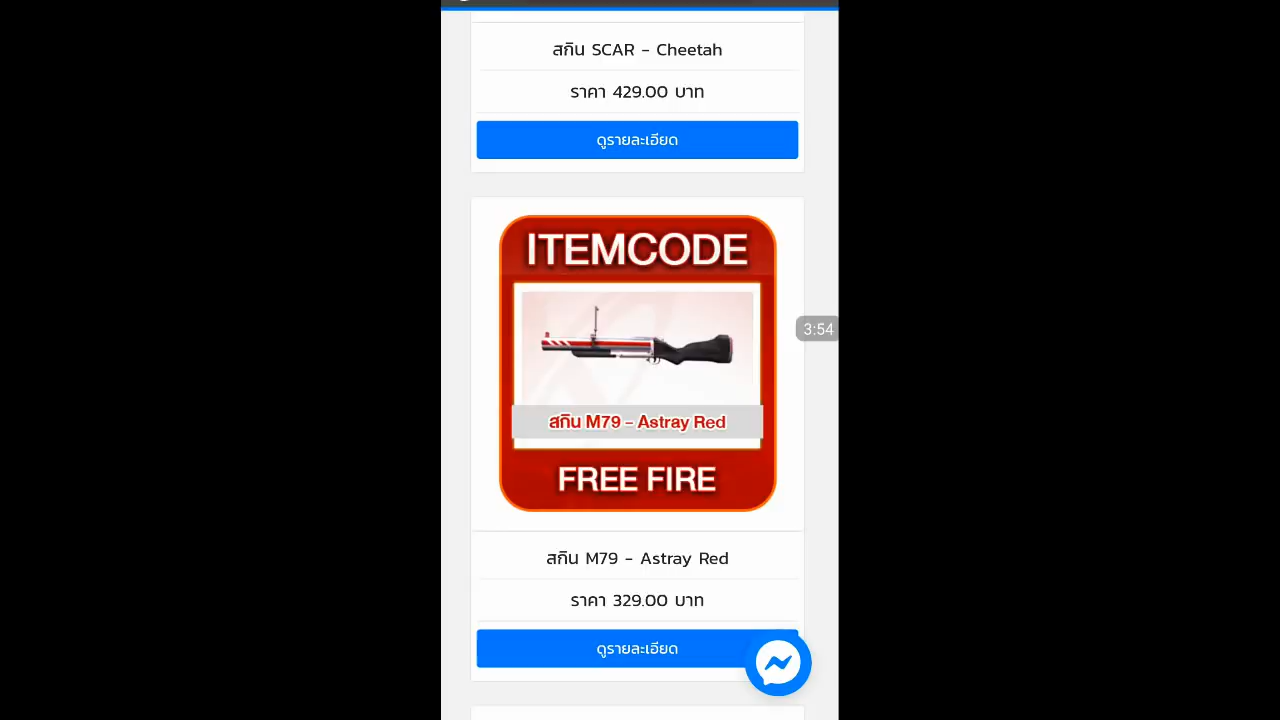 สกิน SCAR - Cheetah
ราคา 429.00 บาท
ดูรายละเอียด
ITEMCODE
3:54
สกิน M79 - Astray Red
FREE FIRE
สกิน M79 - Astray Red
ราคา 329.00 บาท
ดูรายละเอียด